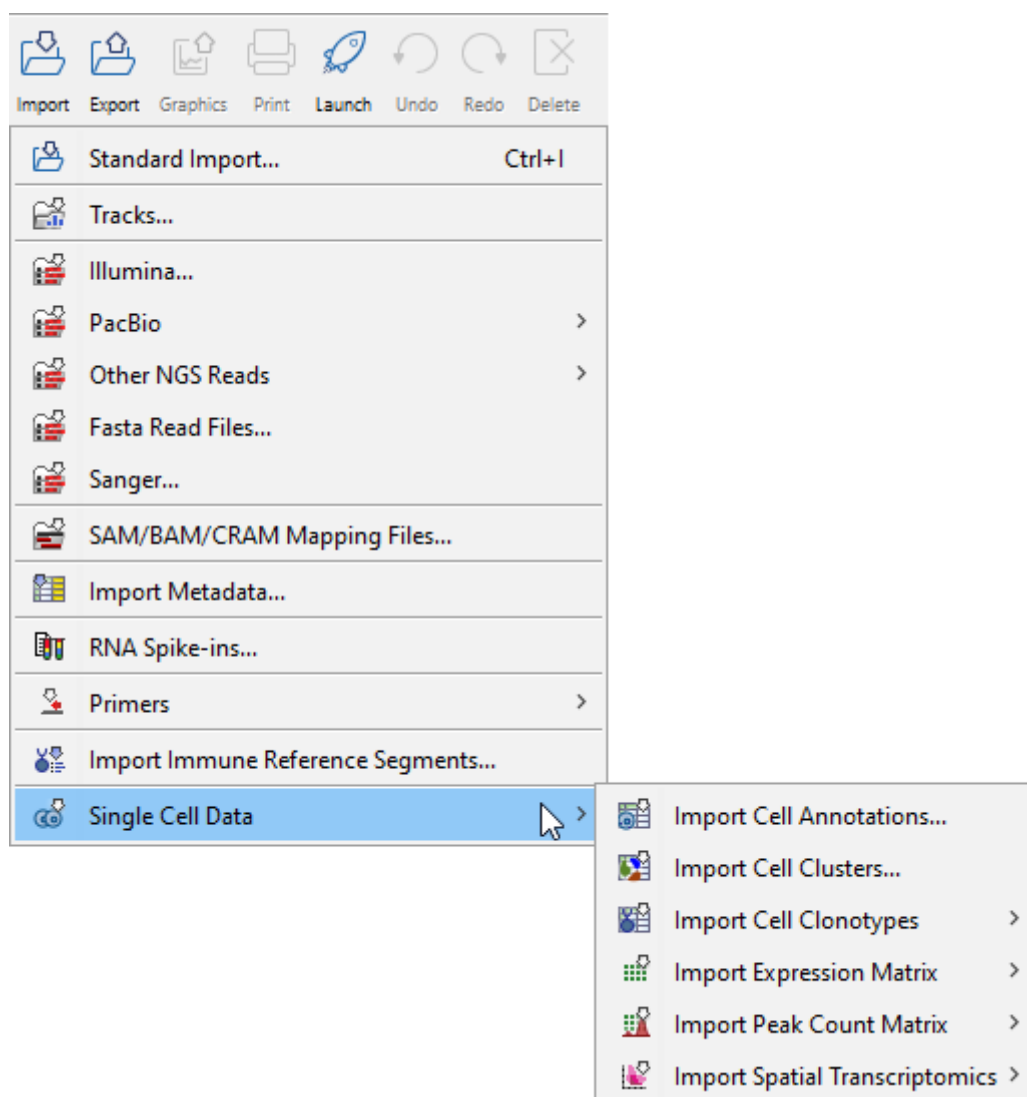 Import Export Graphics Print Launch Undo Redo Delete
Standard Import... Ctrl+I
Tracks...
Illumina...
PacBio
Other NGS Reads
Fasta Read Files...
Sanger...
SAM/BAM/CRAM Mapping Files...
Import Metadata...
RNA Spike-ins...
Primers
Import Immune Reference Segments...
Single Cell Data
Import Cell Annotations...
Import Cell Clusters...
Import Cell Clonotypes
Import Expression Matrix
Import Peak Count Matrix
Import Spatial Transcriptomics